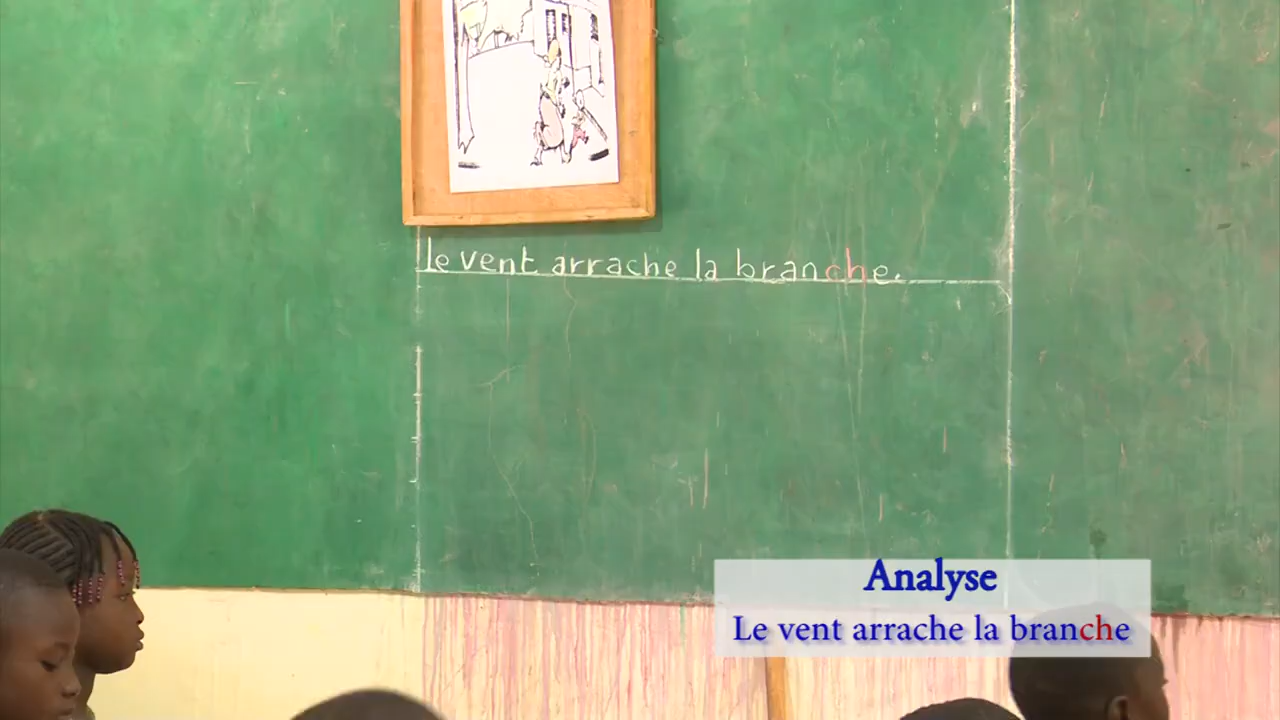 le vent arrache la branche.
Analyse
Le vent arrache la branche